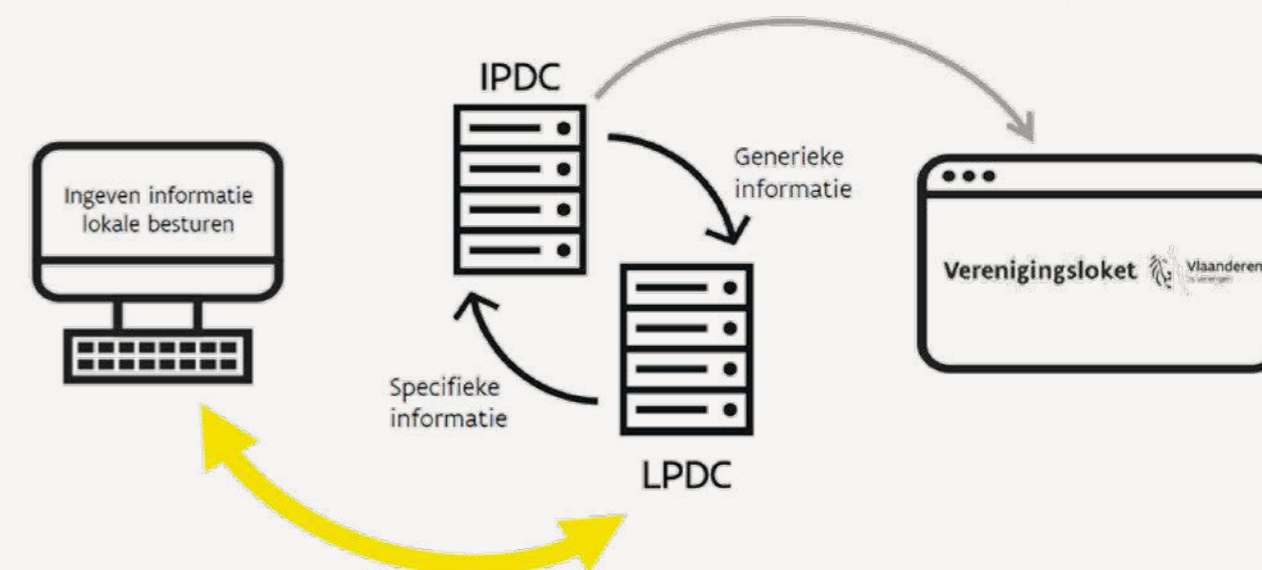 IPDC
Generieke
informatie
Ingeven informatie
lokale besturen
Verenigingsloket
Vlaanderen
Specifieke
informatie
LPDC